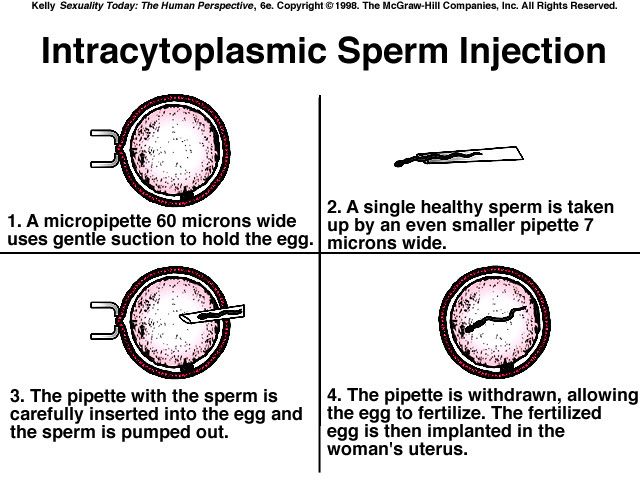 Kelly Sexuality Today: The Human Perspective, 6e. Copyright © 1998. The McGraw-Hill Companies, Inc. All Rights Reserved.
Intracytoplasmic Sperm Injection
1. A micropipette 60 microns wide
uses gentle suction to hold the egg.
2. A single healthy sperm is taken
up by an even smaller pipette 7
microns wide.
3. The pipette with the sperm is
carefully inserted into the egg and
the sperm is pumped out.
4. The pipette is withdrawn, allowing
the egg to fertilize. The fertilized
egg is then implanted in the
woman's uterus.